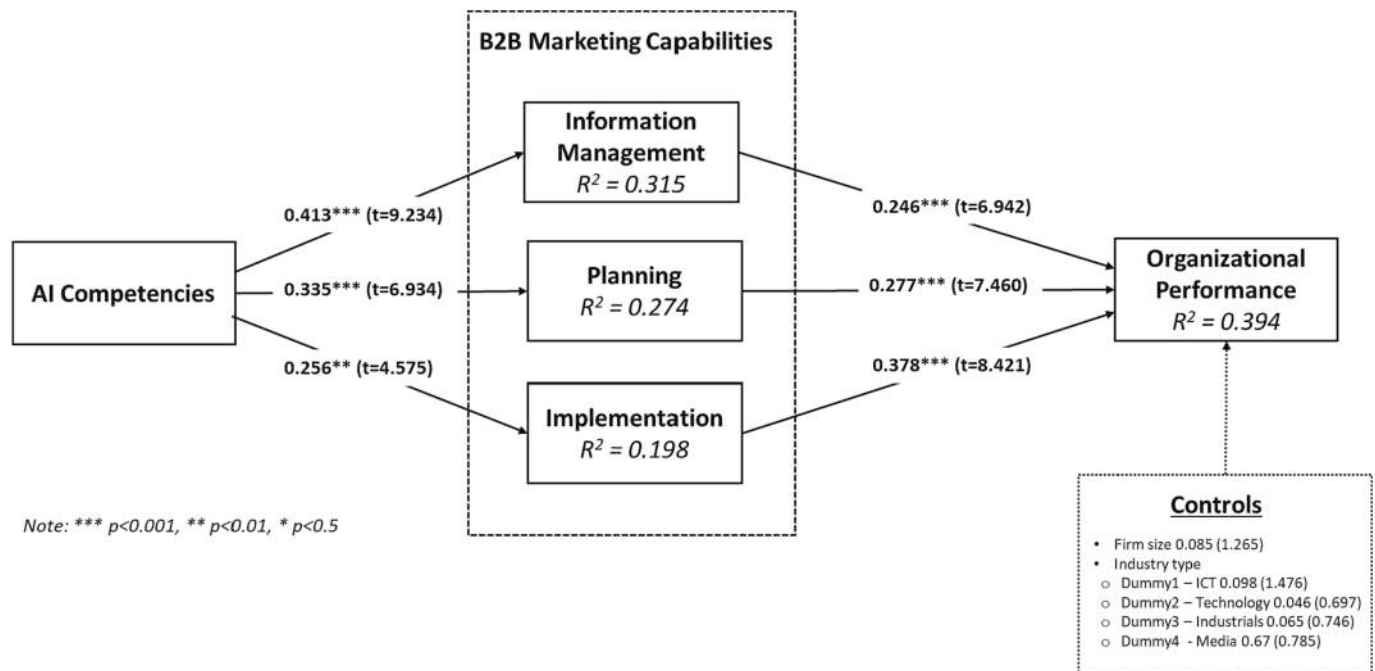 B2B Marketing Capabilities
Information
Management
R² = 0.315
0.413*** (t=9.234)
0.246*** (t=6.942)
AI Competencies
Planning
R² = 0.274
0.335*** (t=6.934)
0.277*** (t=7.460)
Organizational
Performance
R² = 0.394
0.256** (t=4.575)
0.378*** (t=8.421)
Implementation
R² = 0.198
Note: *** p<0.001, ** p<0.01, * p<0.5
Controls
• Firm size 0.085 (1.265)
• Industry type
o Dummy1 – ICT 0.098 (1.476)
o Dummy2 – Technology 0.046 (0.697)
o Dummy3 – Industrials 0.065 (0.746)
o Dummy4 - Media 0.67 (0.785)